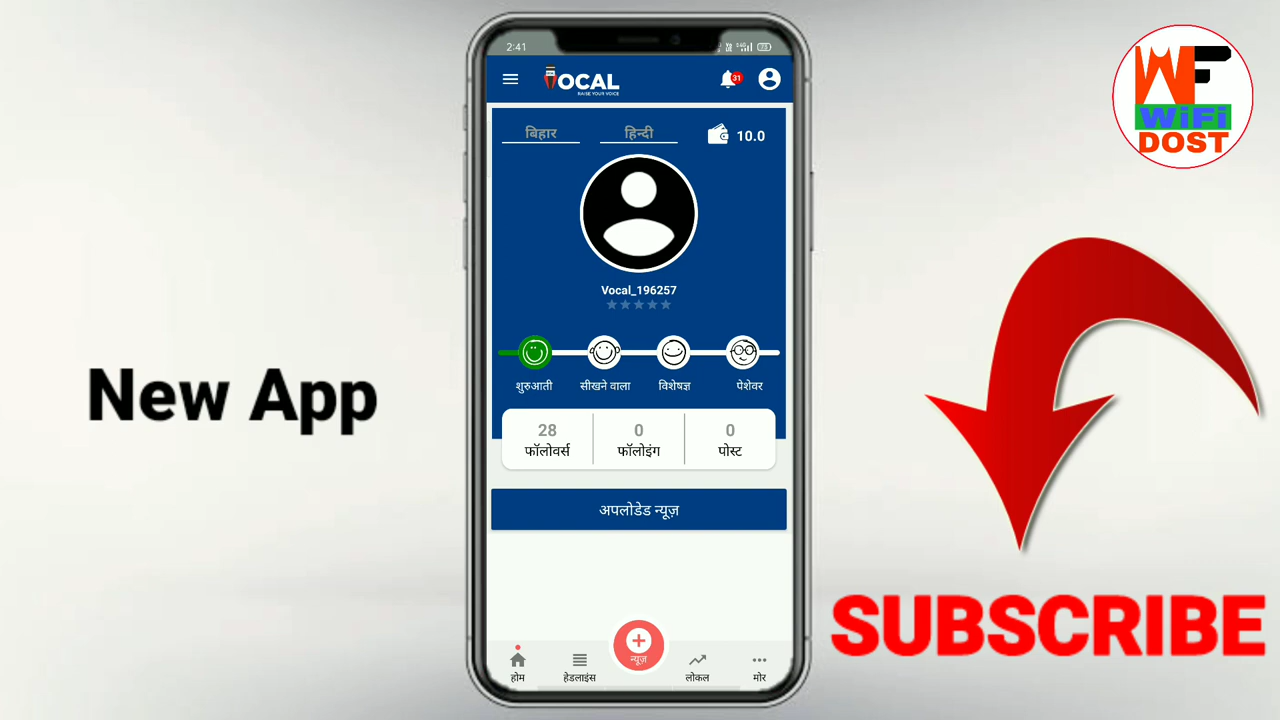 2:41
VOCAL
RAISE YOUR VOICE
31
बिहार
हिन्दी
10.0
Vocal_196257
शुरुआती
सीखने वाला
विशेषज्ञ
पेशेवर
28
0
0
फॉलोवर्स
फॉलोइंग
पोस्ट
अपलोडेड न्यूज़
न्यूज़
होम
हेडलाइंस
लोकल
मोर
New App
WF
WiFi
DOST
SUBSCRIBE